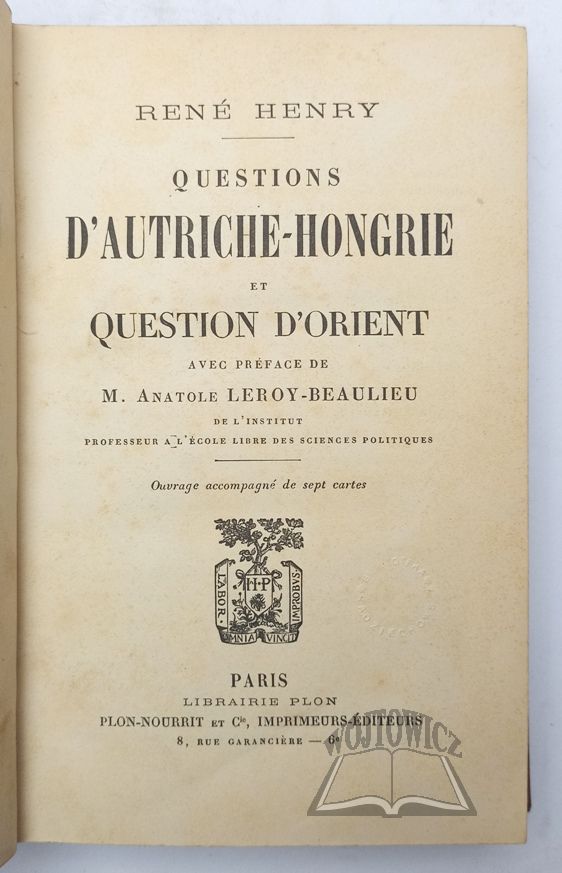 RENÉ HENRY
QUESTIONS
D'AUTRICHE-HONGRIE
ET
QUESTION D'ORIENT
AVEC PRÉFACE DE
M. ANATOLE LEROY-BEAULIEU
DE L'INSTITUT
PROFESSEUR A L'ÉCOLE LIBRE DES SCIENCES POLITIQUES
Ouvrage accompagné de sept cartes
H·P
LABOR
IMPROBUS
OMNIA VINCIT
PARIS
LIBRAIRIE PLON
PLON-NOURRIT ET Cie, IMPRIMEURS-ÉDITEURS
8, RUE GARANCIÈRE — 6e
WÓJTOWICZ